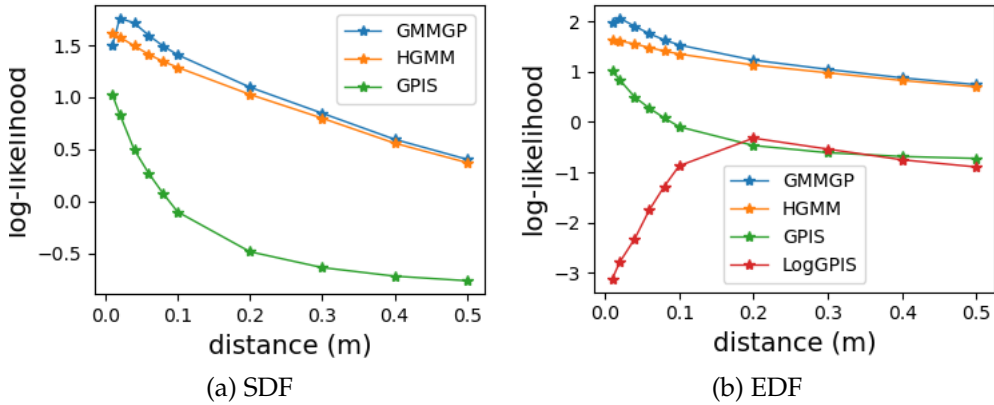 GMMGP
HGMM
GPIS
1.5
1.0
0.5
0.0
−0.5
log-likelihood
0.0 0.1 0.2 0.3 0.4 0.5
distance (m)
(a) SDF
2
1
0
−1
−2
−3
log-likelihood
GMMGP
HGMM
GPIS
LogGPIS
0.0 0.1 0.2 0.3 0.4 0.5
distance (m)
(b) EDF